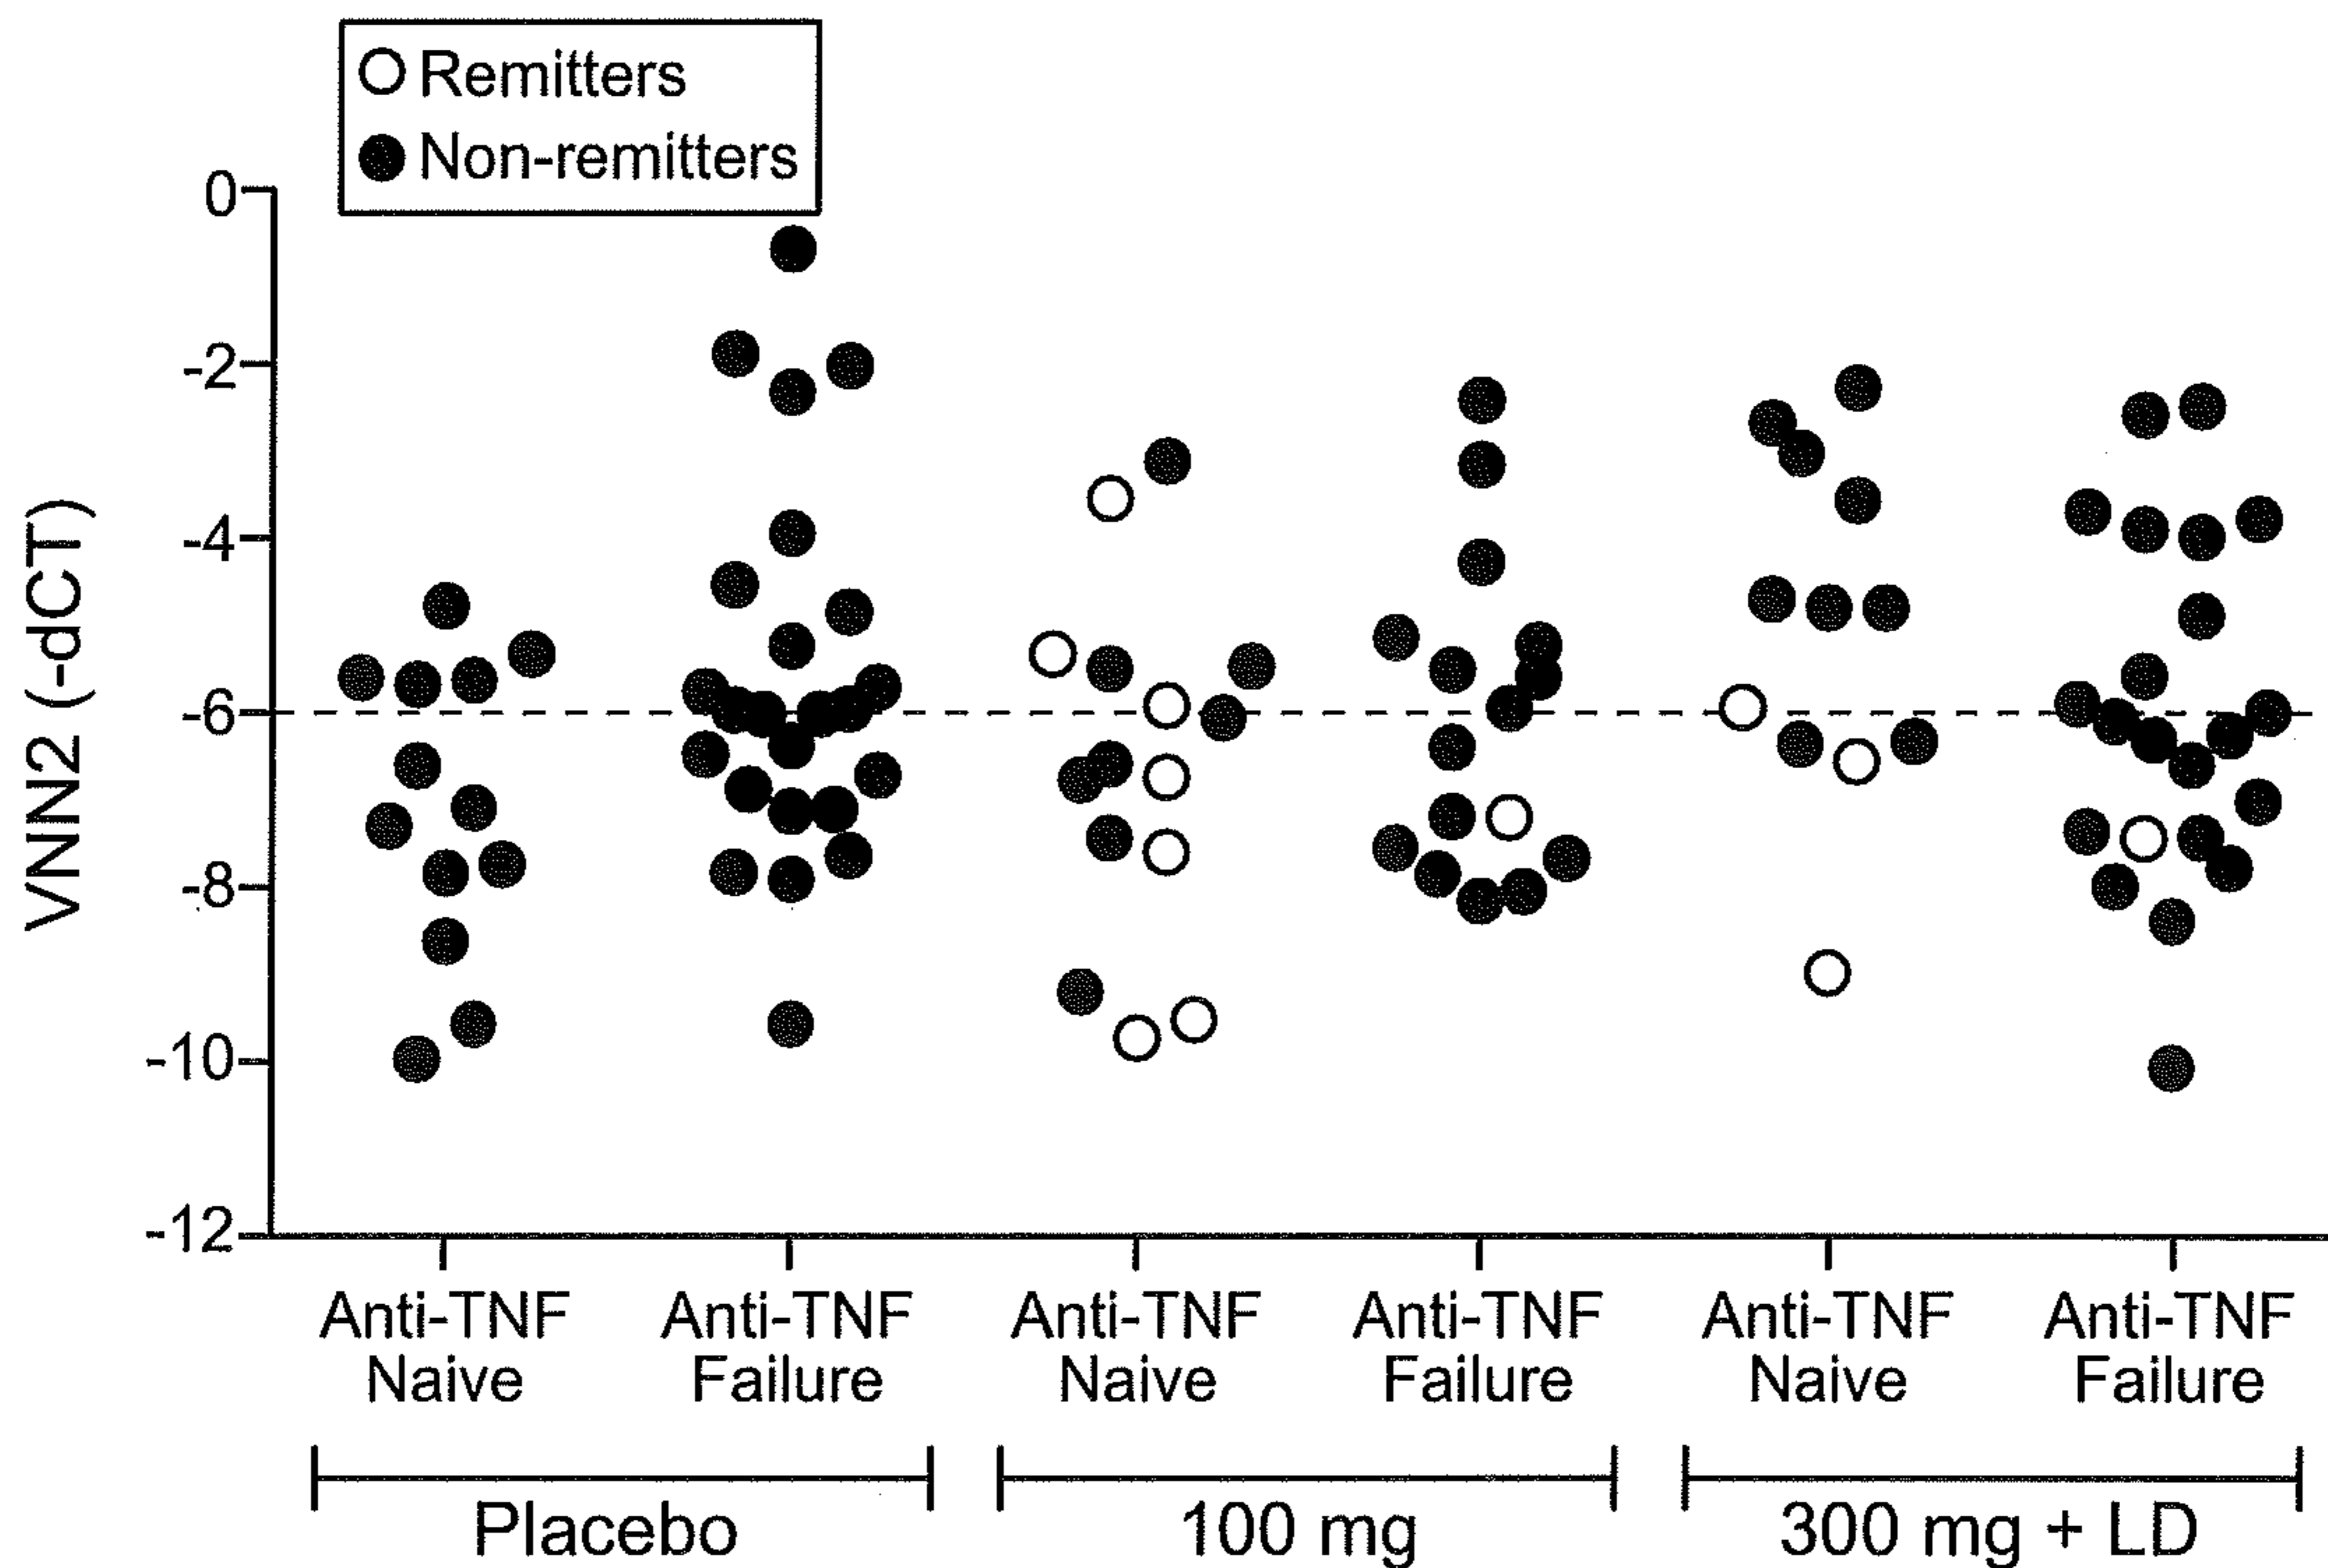 Remitters
Non-remitters
0
-2
-4
-6
-8
-10
-12
VNN2 (-dCT)
Anti-TNF Naive
Anti-TNF Failure
Anti-TNF Naive
Anti-TNF Failure
Anti-TNF Naive
Anti-TNF Failure
Placebo
100 mg
300 mg + LD